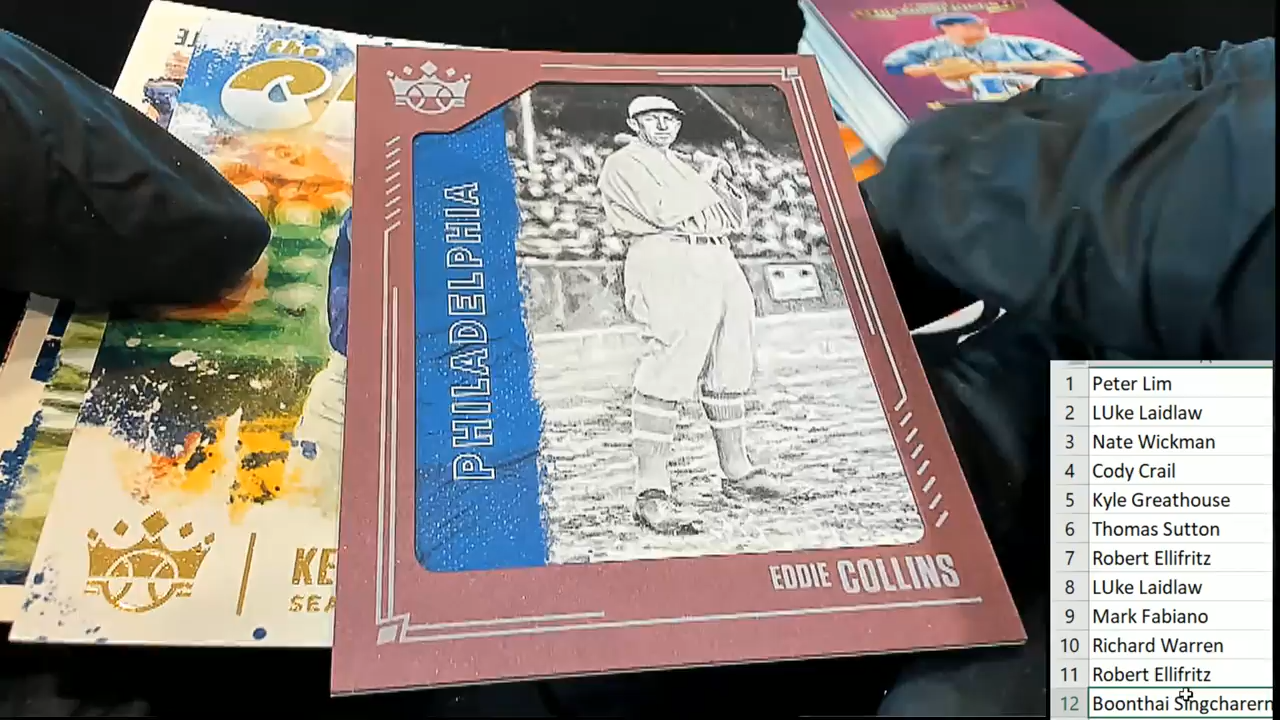 the
PHILADELPHIA
EDDIE COLLINS
KE
SEA
1 Peter Lim
2 LUke Laidlaw
3 Nate Wickman
4 Cody Crail
5 Kyle Greathouse
6 Thomas Sutton
7 Robert Ellifritz
8 LUke Laidlaw
9 Mark Fabiano
10 Richard Warren
11 Robert Ellifritz
12 Boonthai Singcharern